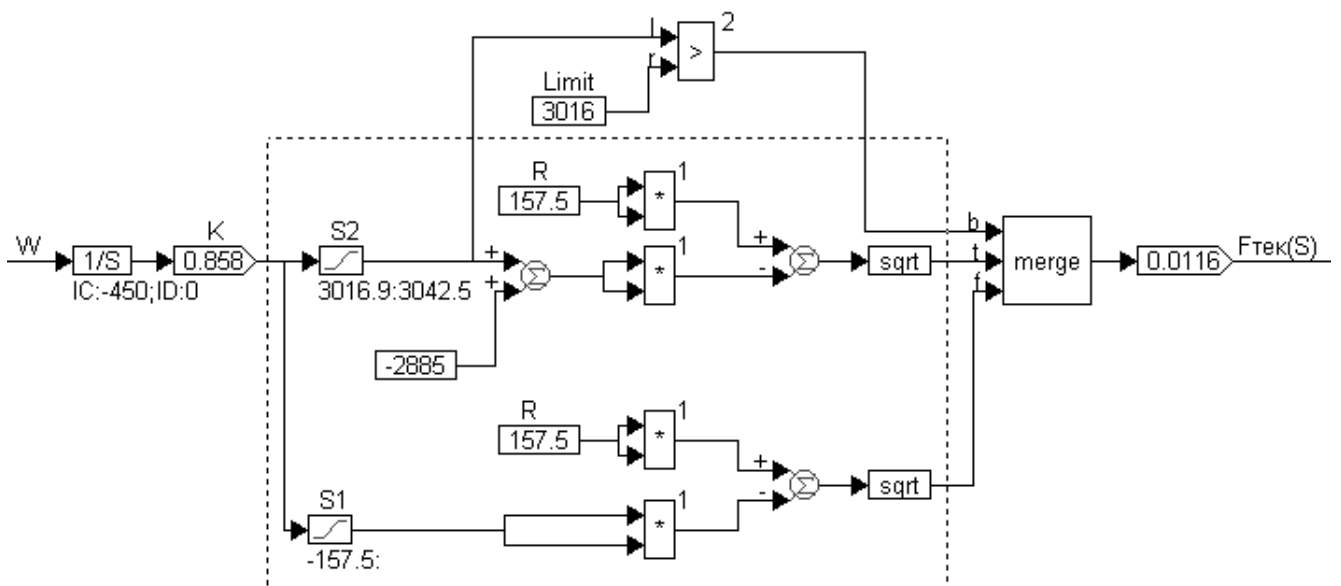 l
>
2
r
Limit
3016
R
157.5
*
1
W
1/S
IC:-450;ID:0
K
0.858
S2
3016.9:3042.5
+
+
Σ
*
1
+
-
Σ
sqrt
b
t
f
merge
0.0116
Fтек(S)
-2885
R
157.5
*
1
+
-
Σ
sqrt
S1
-157.5:
*
1